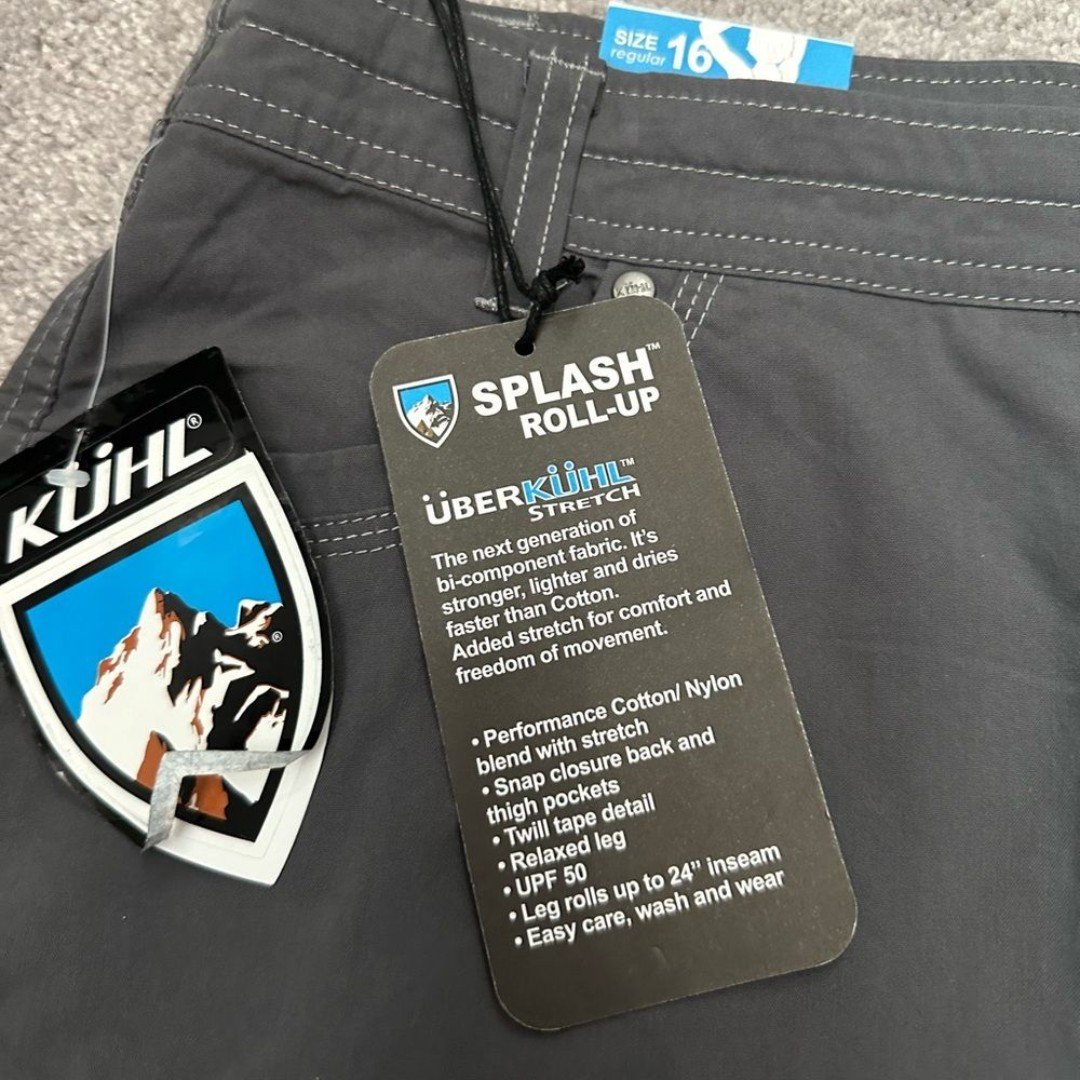 SIZE 16
regular
KÜHL®
KÜHL
SPLASH™
ROLL-UP
ÜBERKÜHL™
STRETCH
The next generation of
bi-component fabric. It's
stronger, lighter and dries
faster than Cotton.
Added stretch for comfort and
freedom of movement.
• Performance Cotton/ Nylon
blend with stretch
• Snap closure back and
thigh pockets
• Twill tape detail
• Relaxed leg
• UPF 50
• Leg rolls up to 24” inseam
• Easy care, wash and wear
®